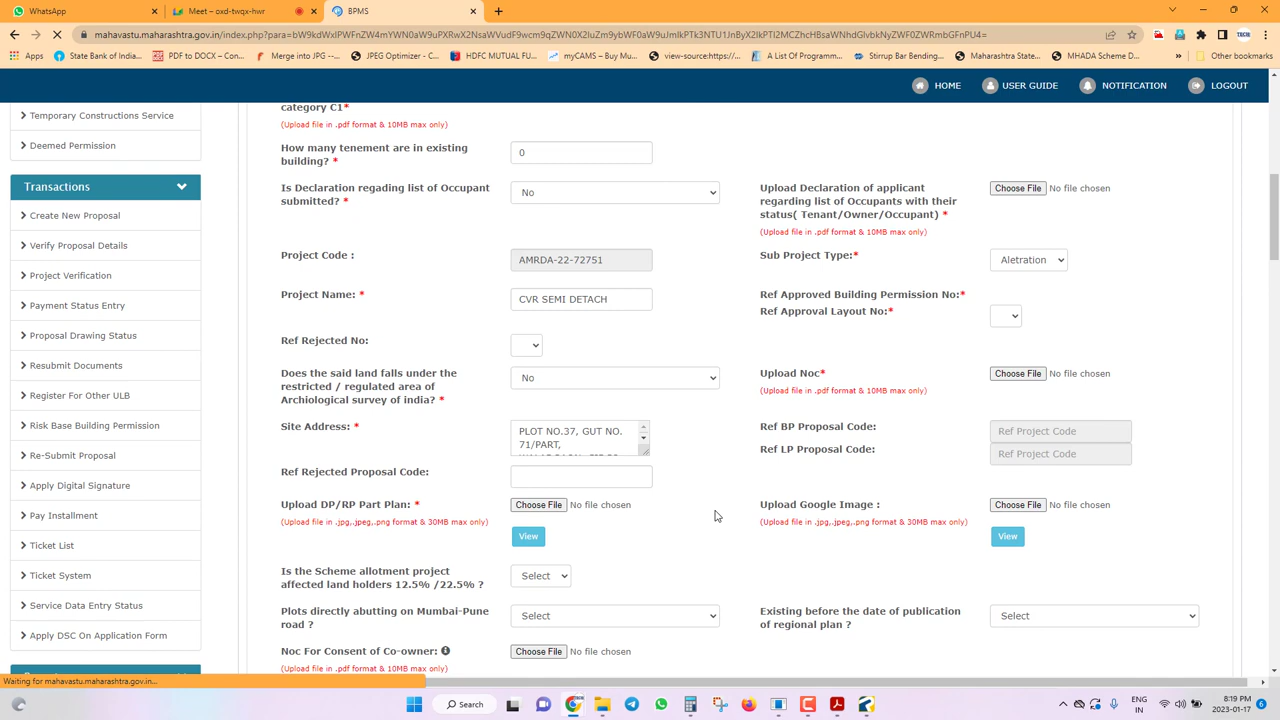 WhatsApp
Meet – oxd-twqx-hwr
BPMS
Apps
State Bank of India...
PDF to DOCX – Con...
Merge into JPG --...
JPEG Optimizer - C...
HDFC MUTUAL FU...
myCAMS – Buy Mu...
view-source:https:/...
A List Of Programm...
Stirrup Bar Bending...
Maharashtra State...
MHADA Scheme D...
Other bookmarks
HOME
USER GUIDE
NOTIFICATION
LOGOUT
Temporary Constructions Service
Deemed Permission
Transactions
Create New Proposal
Verify Proposal Details
Project Verification
Payment Status Entry
Proposal Drawing Status
Resubmit Documents
Register For Other ULB
Risk Base Building Permission
Re-Submit Proposal
Apply Digital Signature
Pay Installment
Ticket List
Ticket System
Service Data Entry Status
Apply DSC On Application Form
category C1*
(Upload file in .pdf format & 10MB max only)
How many tenement are in existing
building? *
0
Is Declaration regading list of Occupant
submitted? *
No
Upload Declaration of applicant
regarding list of Occupants with their
status( Tenant/Owner/Occupant) *
(Upload file in .pdf format & 10MB max only)
Choose File No file chosen
Project Code :
AMRDA-22-72751
Sub Project Type:*
Aletration
Project Name: *
CVR SEMI DETACH
Ref Approved Building Permission No:*
Ref Approval Layout No:*
Ref Rejected No:
Does the said land falls under the
restricted / regulated area of
Archiological survey of india? *
No
Upload Noc*
(Upload file in .pdf format & 10MB max only)
Choose File No file chosen
Site Address: *
PLOT NO.37, GUT NO.
71/PART,
Ref BP Proposal Code:
Ref Project Code
Ref LP Proposal Code:
Ref Project Code
Ref Rejected Proposal Code:
Upload DP/RP Part Plan: *
(Upload file in .jpg,.jpeg,.png format & 30MB max only)
Choose File No file chosen
View
Upload Google Image :
(Upload file in .jpg,.jpeg,.png format & 30MB max only)
Choose File No file chosen
View
Is the Scheme allotment project
affected land holders 12.5% /22.5% ?
Select
Plots directly abutting on Mumbai-Pune
road ?
Select
Existing before the date of publication
of regional plan ?
Select
Noc For Consent of Co-owner:
(Upload file in .pdf format & 10MB max only)
Choose File No file chosen
Waiting for mahavastu.maharashtra.gov.in...
Search
ENG
IN
8:19 PM
2023-01-17